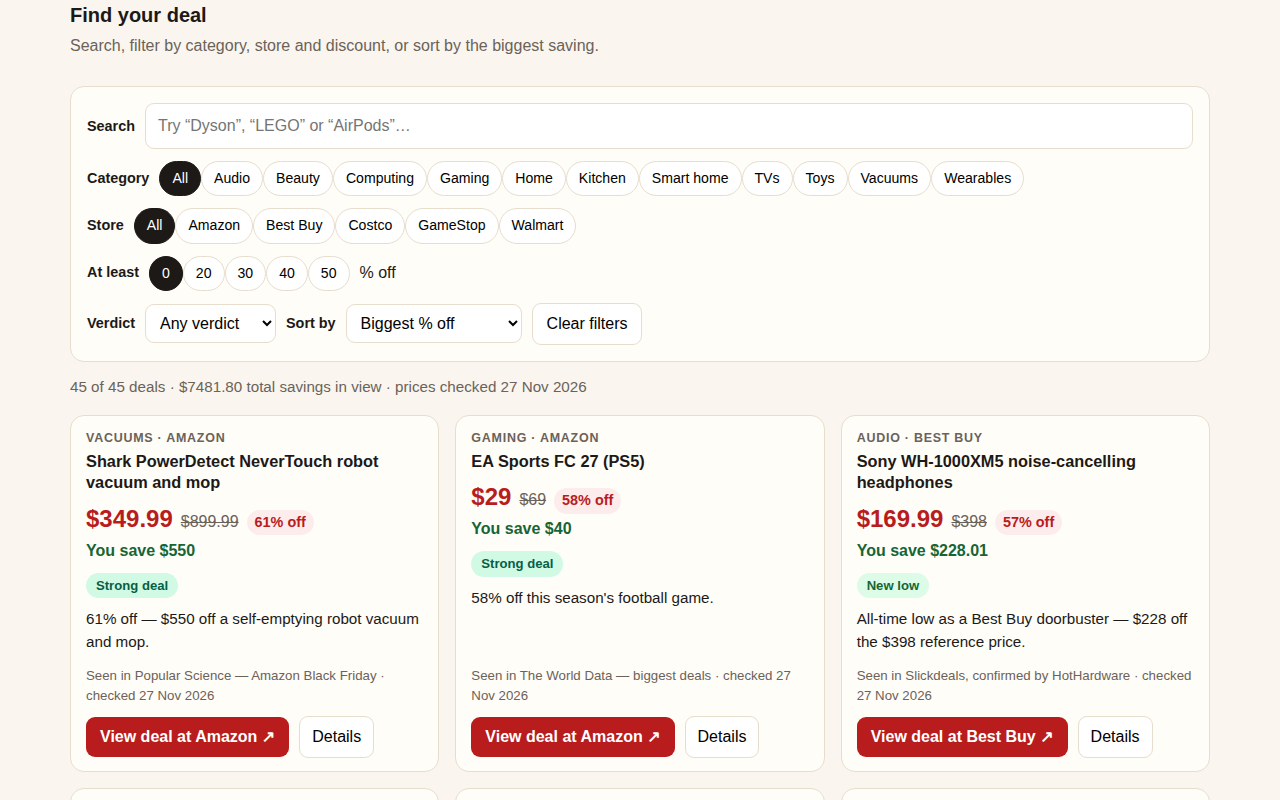 Find your deal
Search, filter by category, store and discount, or sort by the biggest saving.
Search
Try “Dyson”, “LEGO” or “AirPods”…
Category All Audio Beauty Computing Gaming Home Kitchen Smart home TVs Toys Vacuums Wearables
Store All Amazon Best Buy Costco GameStop Walmart
At least 0 20 30 40 50 % off
Verdict Any verdict Sort by Biggest % off Clear filters
45 of 45 deals · $7481.80 total savings in view · prices checked 27 Nov 2026
VACUUMS · AMAZON
Shark PowerDetect NeverTouch robot
vacuum and mop
$349.99 $899.99 61% off
You save $550
Strong deal
61% off — $550 off a self-emptying robot vacuum
and mop.
Seen in Popular Science — Amazon Black Friday ·
checked 27 Nov 2026
View deal at Amazon ↗ Details
GAMING · AMAZON
EA Sports FC 27 (PS5)
$29 $69 58% off
You save $40
Strong deal
58% off this season's football game.
Seen in The World Data — biggest deals · checked 27
Nov 2026
View deal at Amazon ↗ Details
AUDIO · BEST BUY
Sony WH-1000XM5 noise-cancelling
headphones
$169.99 $398 57% off
You save $228.01
New low
All-time low as a Best Buy doorbuster — $228 off
the $398 reference price.
Seen in Slickdeals, confirmed by HotHardware · checked
27 Nov 2026
View deal at Best Buy ↗ Details